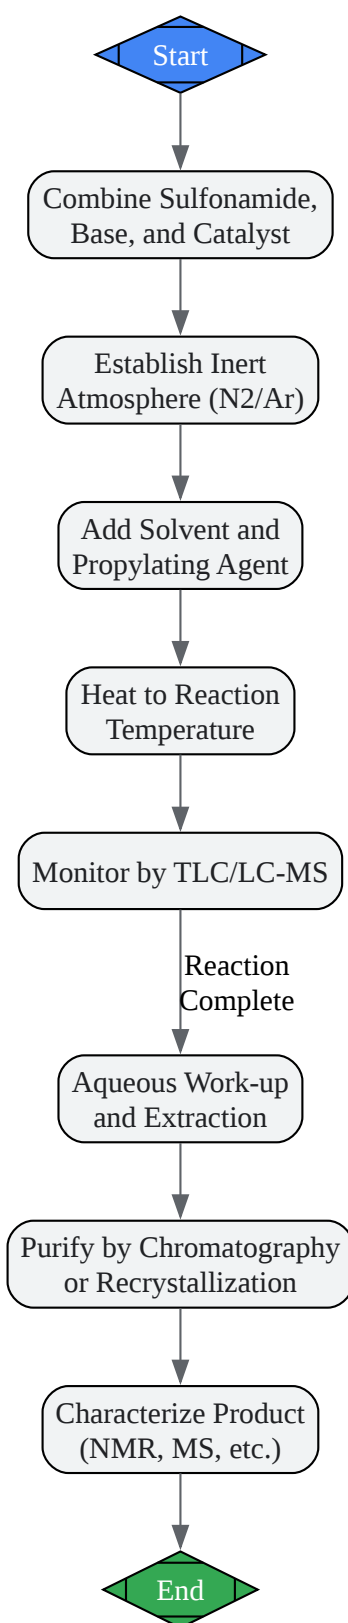 Start
Combine Sulfonamide,
Base, and Catalyst
Establish Inert
Atmosphere (N2/Ar)
Add Solvent and
Propylating Agent
Heat to Reaction
Temperature
Monitor by TLC/LC-MS
Reaction
Complete
Aqueous Work-up
and Extraction
Purify by Chromatography
or Recrystallization
Characterize Product
(NMR, MS, etc.)
End